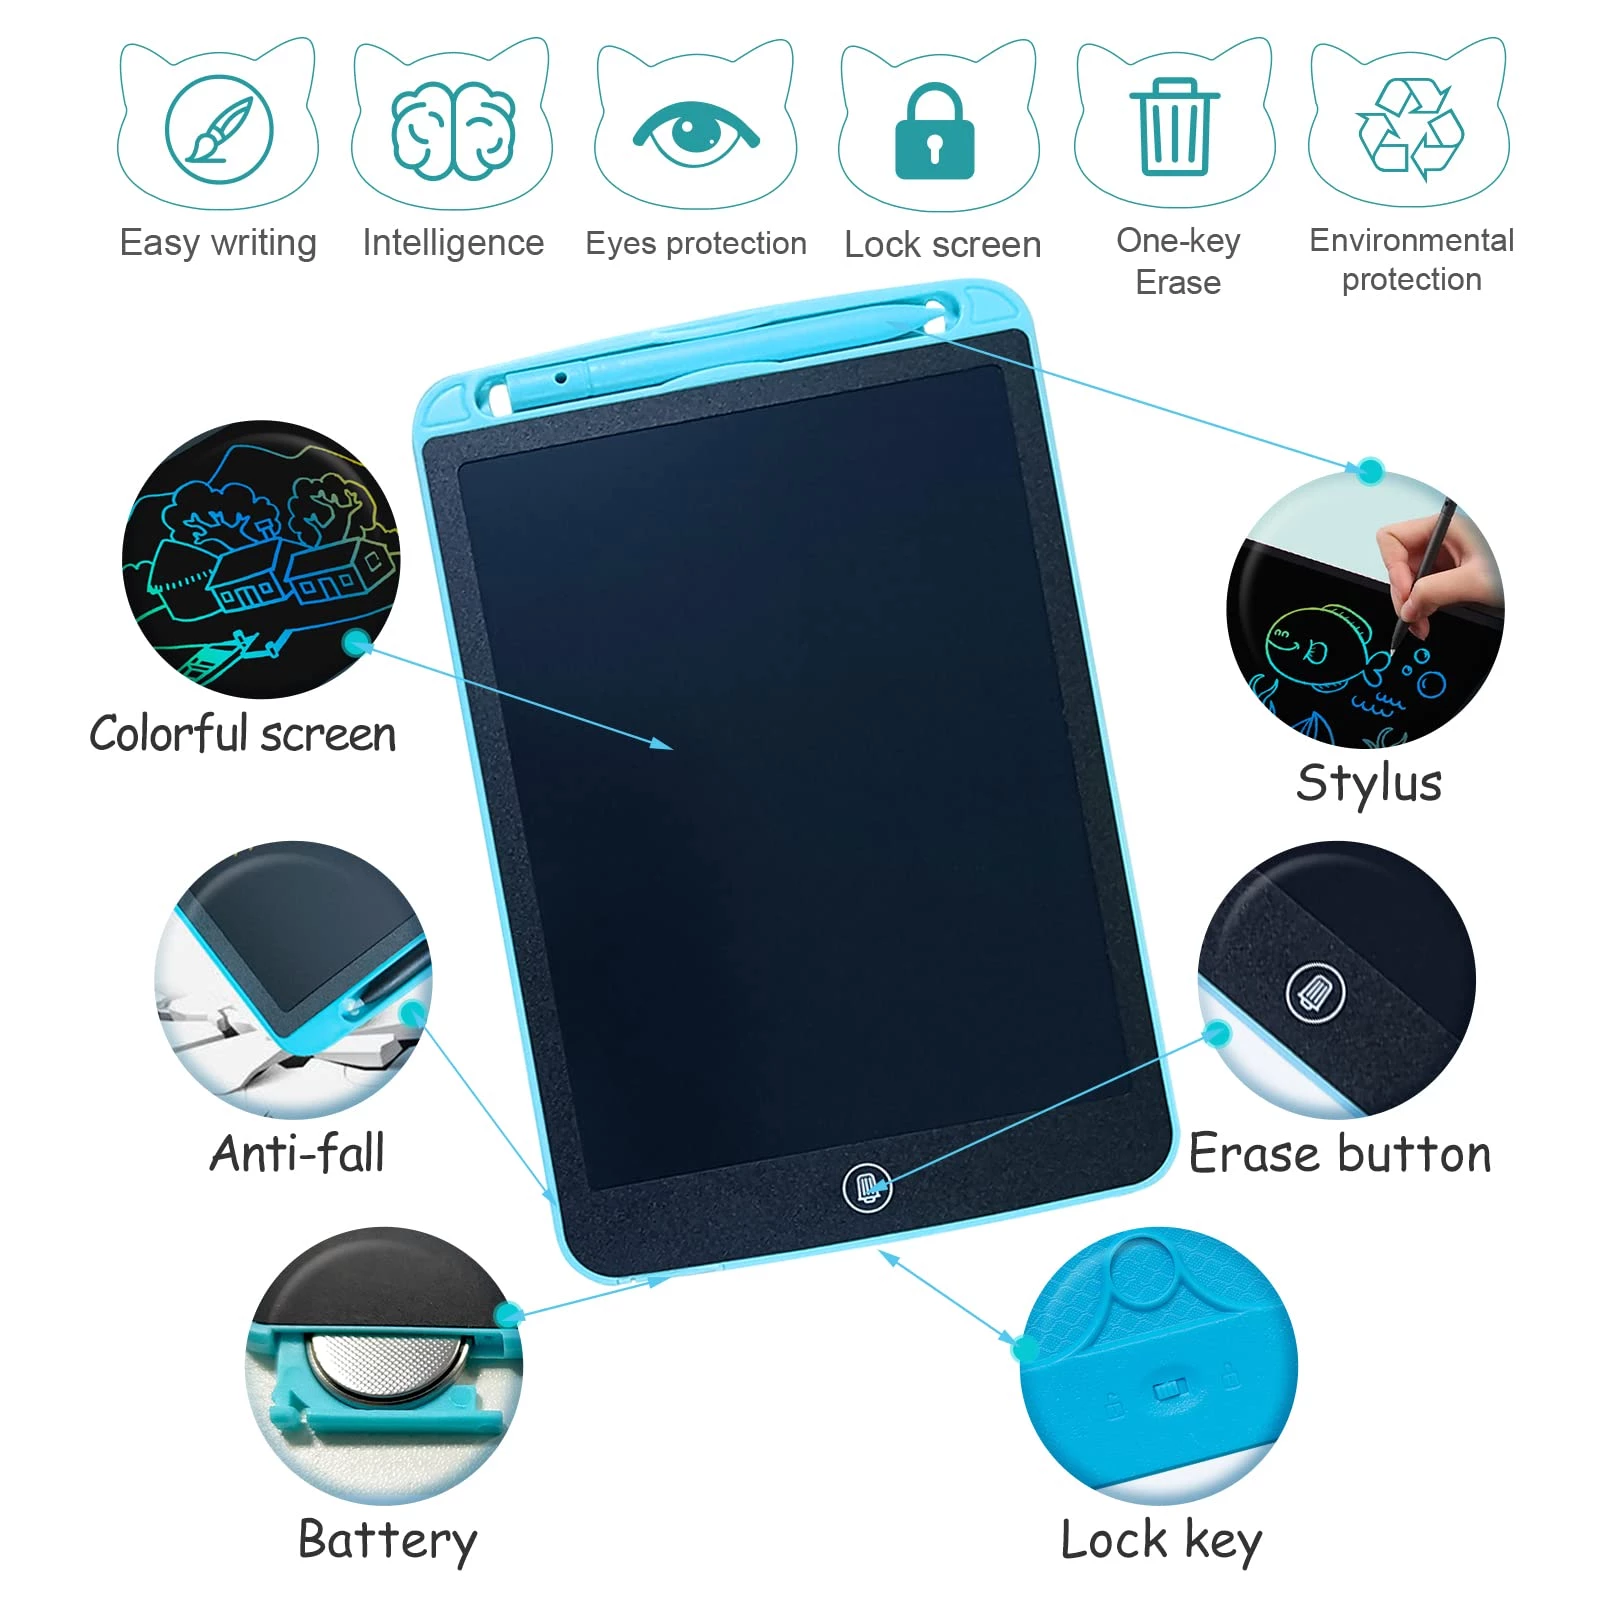 Easy writing
Intelligence
Eyes protection
Lock screen
One-key
Erase
Environmental
protection
Colorful screen
Stylus
Anti-fall
Erase button
Battery
Lock key